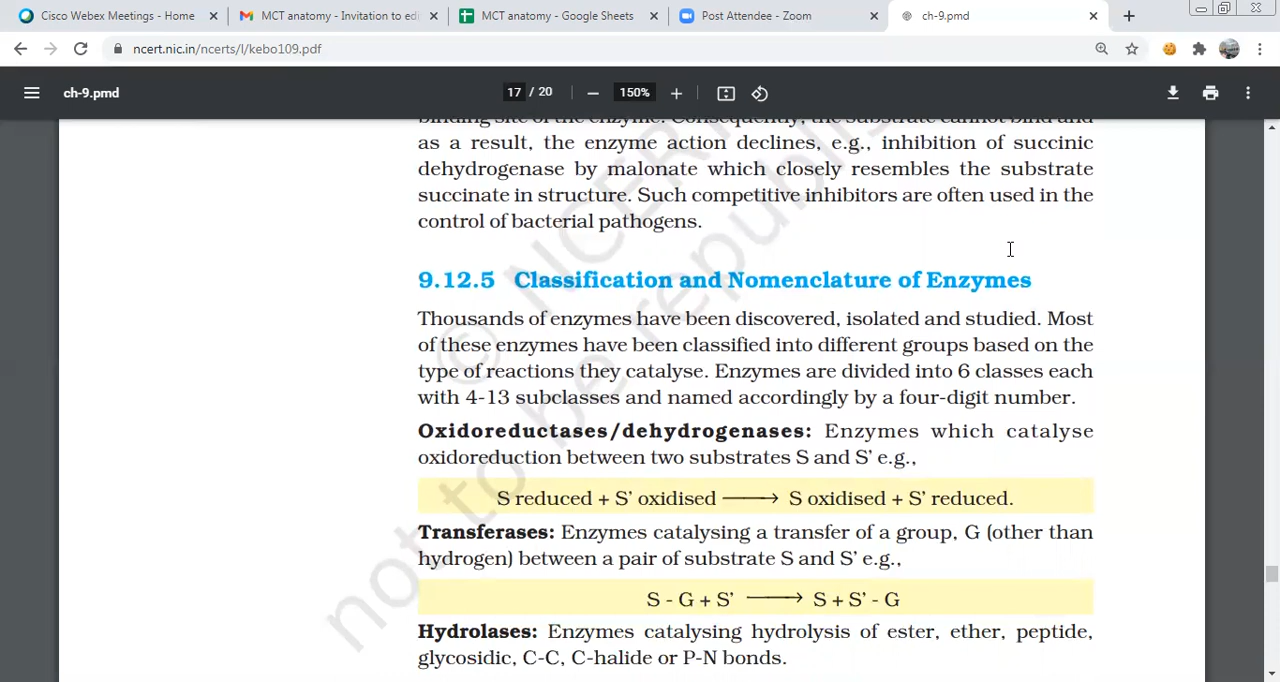 Cisco Webex Meetings - Home
MCT anatomy - Invitation to edi
MCT anatomy - Google Sheets
Post Attendee - Zoom
ch-9.pmd
ncert.nic.in/ncerts/l/kebo109.pdf
ch-9.pmd
17 / 20
150%
binding site of the enzyme. Consequently, the substrate cannot bind and
as a result, the enzyme action declines, e.g., inhibition of succinic
dehydrogenase by malonate which closely resembles the substrate
succinate in structure. Such competitive inhibitors are often used in the
control of bacterial pathogens.
9.12.5 Classification and Nomenclature of Enzymes
Thousands of enzymes have been discovered, isolated and studied. Most
of these enzymes have been classified into different groups based on the
type of reactions they catalyse. Enzymes are divided into 6 classes each
with 4-13 subclasses and named accordingly by a four-digit number.
Oxidoreductases/dehydrogenases: Enzymes which catalyse
oxidoreduction between two substrates S and S' e.g.,
S reduced + S' oxidised ⟶ S oxidised + S' reduced.
Transferases: Enzymes catalysing a transfer of a group, G (other than
hydrogen) between a pair of substrate S and S' e.g.,
S - G + S' ⟶ S + S' - G
Hydrolases: Enzymes catalysing hydrolysis of ester, ether, peptide,
glycosidic, C-C, C-halide or P-N bonds.
© NCERT
not to be republis